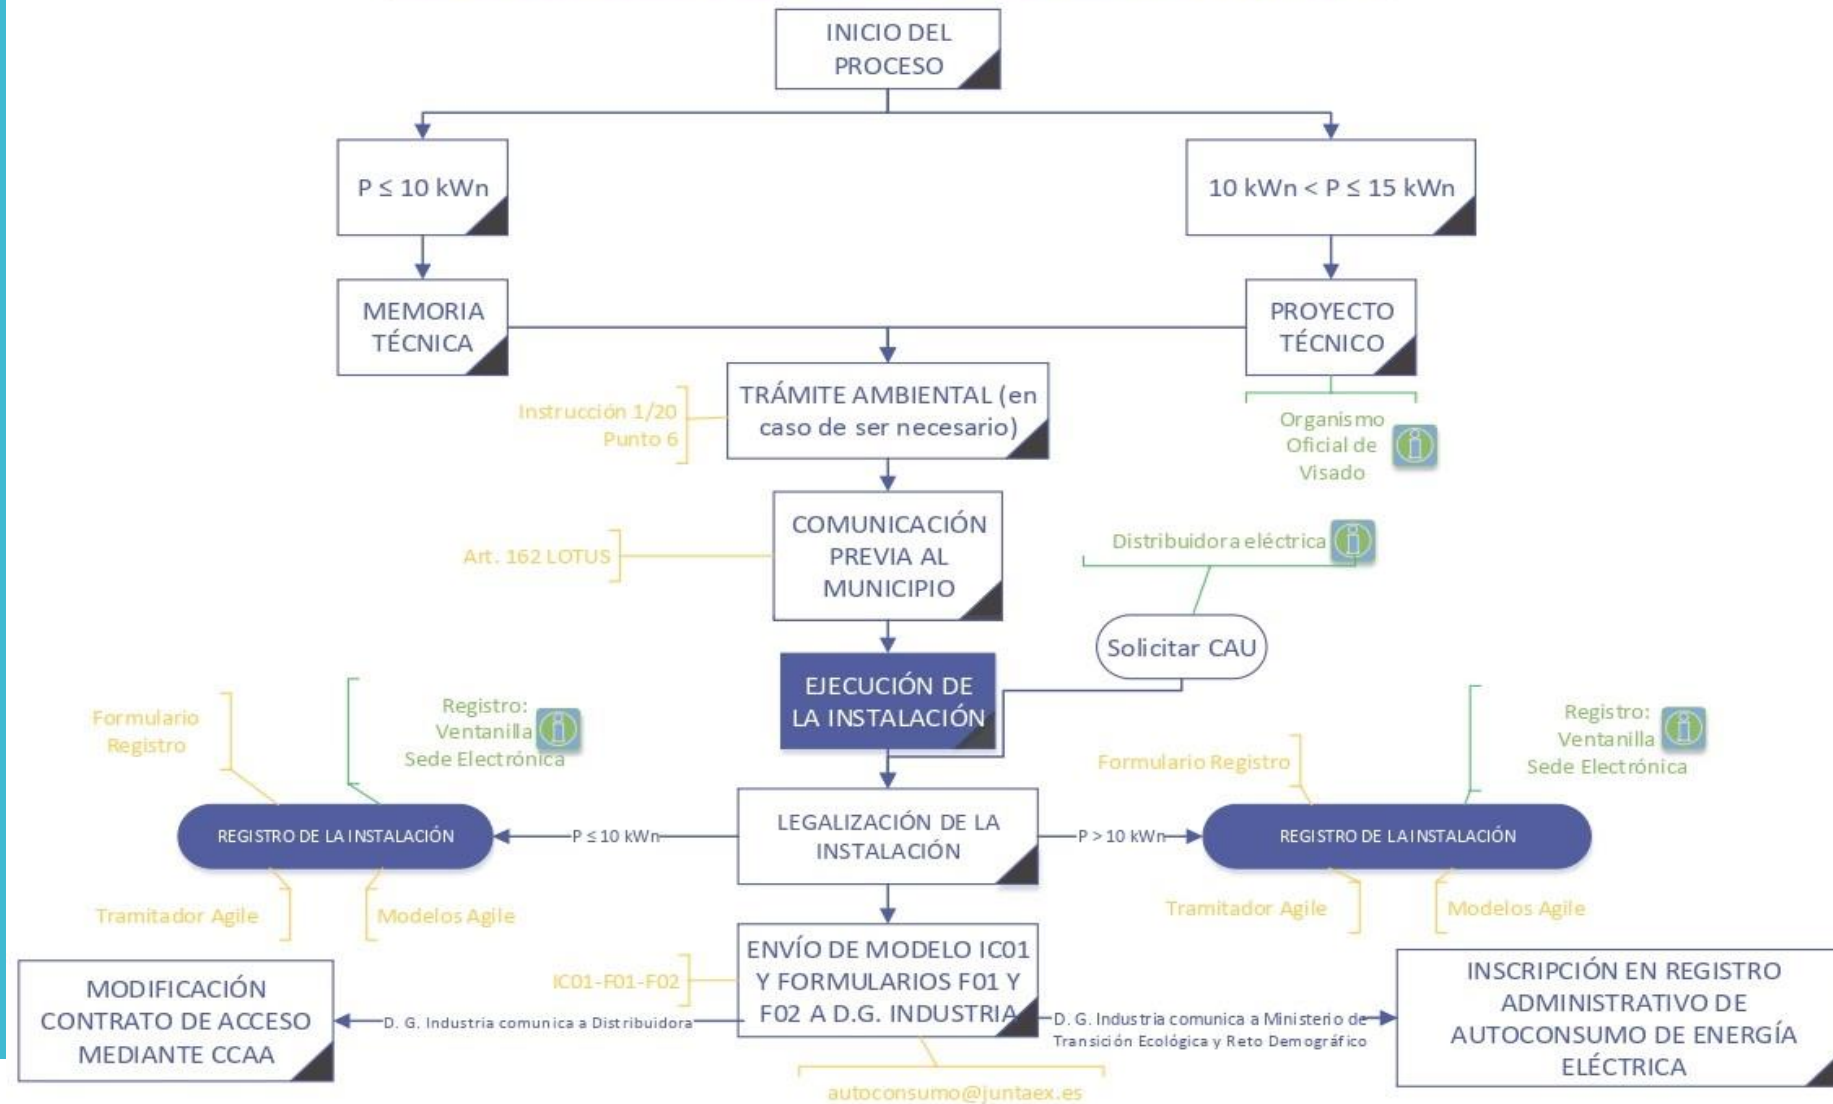 INICIO DEL
PROCESO
P ≤ 10 kWn
10 kWn < P ≤ 15 kWn
MEMORIA
TÉCNICA
PROYECTO
TÉCNICO
Organismo
Oficial de
Visado
Instrucción 1/20
Punto 6
TRÁMITE AMBIENTAL (en
caso de ser necesario)
Art. 162 LOTUS
COMUNICACIÓN
PREVIA AL
MUNICIPIO
Distribuidora eléctrica
Solicitar CAU
EJECUCIÓN DE
LA INSTALACIÓN
Formulario
Registro
Registro:
Ventanilla
Sede Electrónica
Formulario Registro
Registro:
Ventanilla
Sede Electrónica
REGISTRO DE LA INSTALACIÓN
P ≤ 10 kWn
LEGALIZACIÓN DE LA
INSTALACIÓN
P > 10 kWn
REGISTRO DE LA INSTALACIÓN
Tramitador Agile
Modelos Agile
Tramitador Agile
Modelos Agile
IC01-F01-F02
ENVÍO DE MODELO IC01
Y FORMULARIOS F01 Y
F02 A D.G. INDUSTRIA
MODIFICACIÓN
CONTRATO DE ACCESO
MEDIANTE CCAA
D. G. Industria comunica a Distribuidora
D. G. Industria comunica a Ministerio de
Transición Ecológica y Reto Demográfico
INSCRIPCIÓN EN REGISTRO
ADMINISTRATIVO DE
AUTOCONSUMO DE ENERGÍA
ELÉCTRICA
autoconsumo@juntaex.es